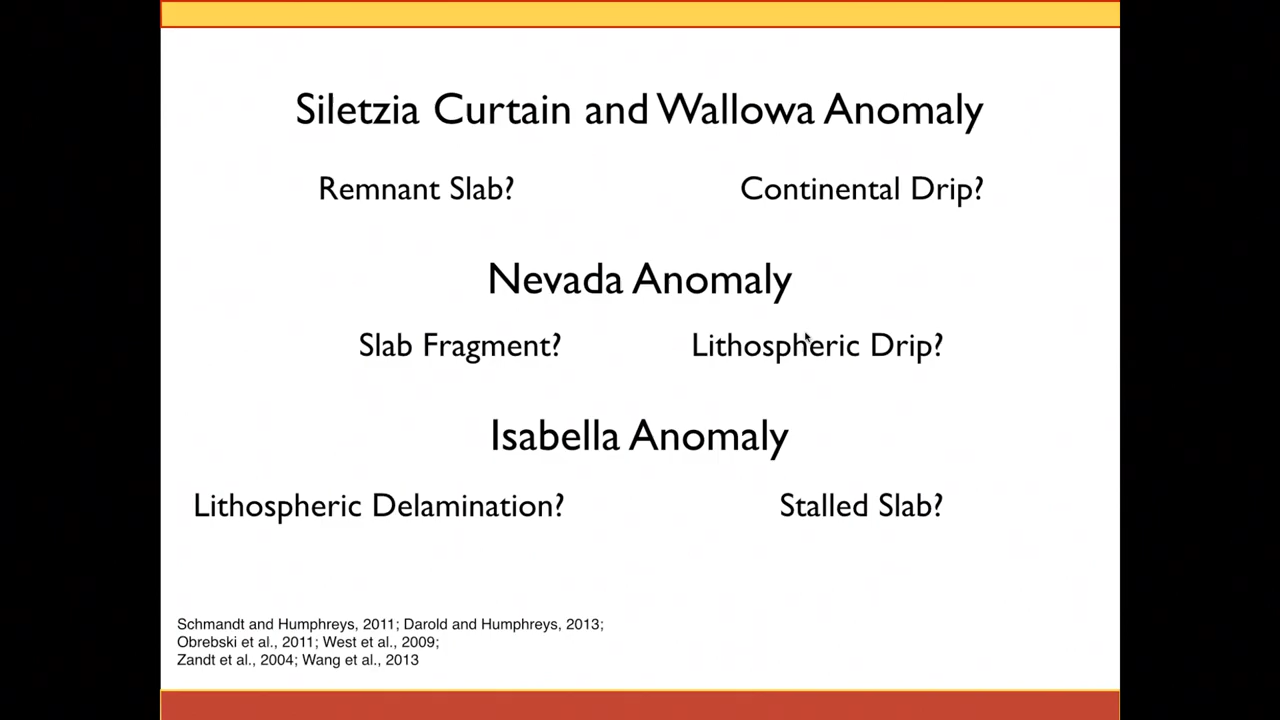 Siletzia Curtain and Wallowa Anomaly
Remnant Slab? Continental Drip?
Nevada Anomaly
Slab Fragment? Lithospheric Drip?
Isabella Anomaly
Lithospheric Delamination? Stalled Slab?
Schmandt and Humphreys, 2011; Darold and Humphreys, 2013;
Obrebski et al., 2011; West et al., 2009;
Zandt et al., 2004; Wang et al., 2013